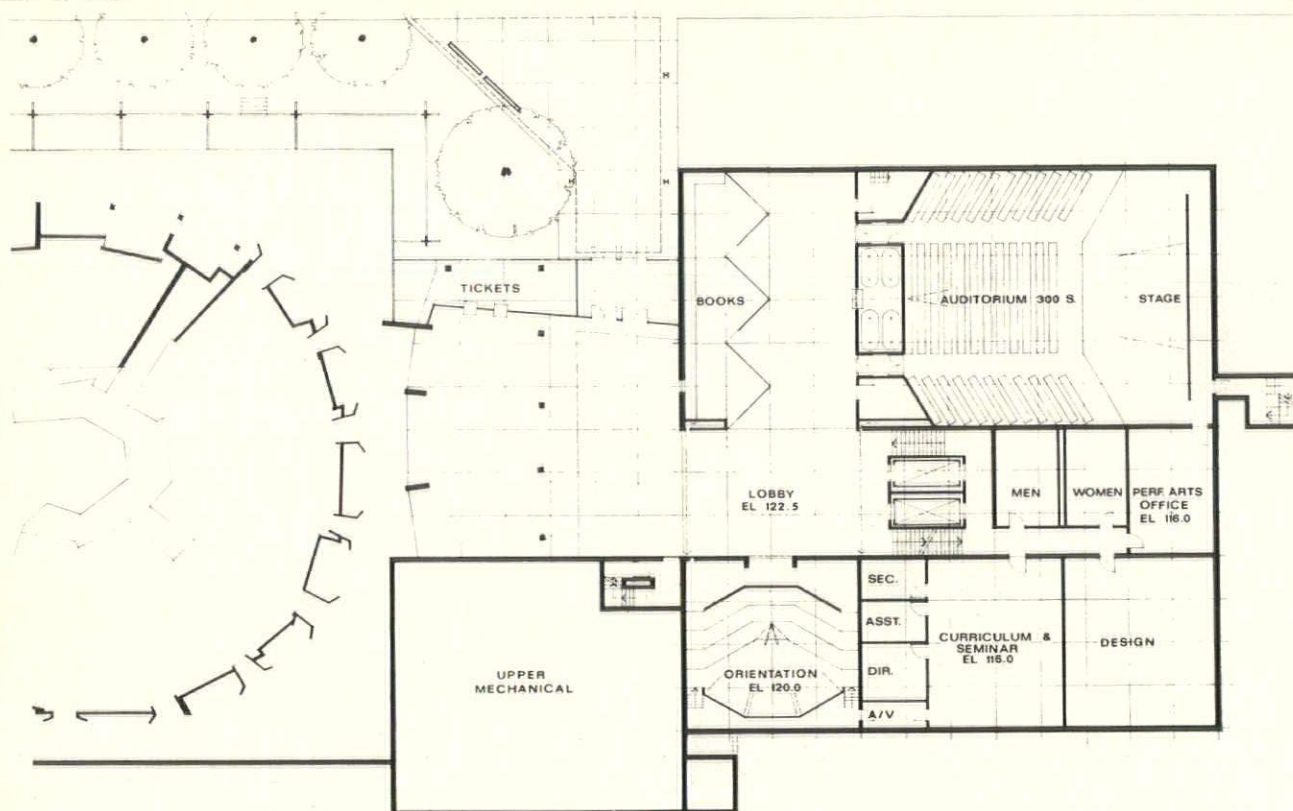 TICKETS
BOOKS
AUDITORIUM 300 S.
STAGE
LOBBY
EL 122.5
MEN
WOMEN
PERF. ARTS
OFFICE
EL 116.0
SEC.
ASST.
DIR.
A/V
CURRICULUM &
SEMINAR
EL 116.0
DESIGN
ORIENTATION
EL 120.0
UPPER
MECHANICAL
H
H
H
H